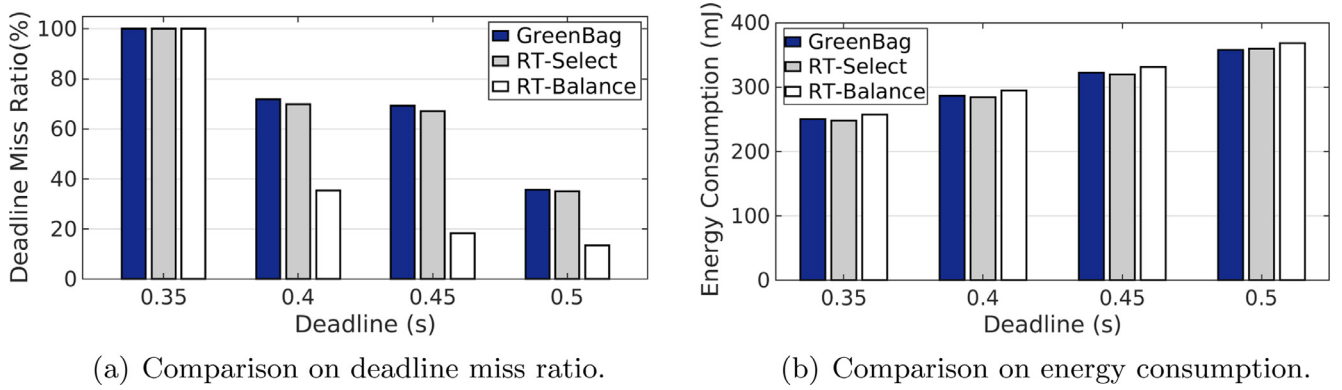 Deadline Miss Ratio(%)
100
80
60
40
20
0
GreenBag
RT-Select
RT-Balance
0.35 0.4 0.45 0.5
Deadline (s)
(a) Comparison on deadline miss ratio.
Energy Consumption (mJ)
400
300
200
100
0
GreenBag
RT-Select
RT-Balance
0.35 0.4 0.45 0.5
Deadline (s)
(b) Comparison on energy consumption.